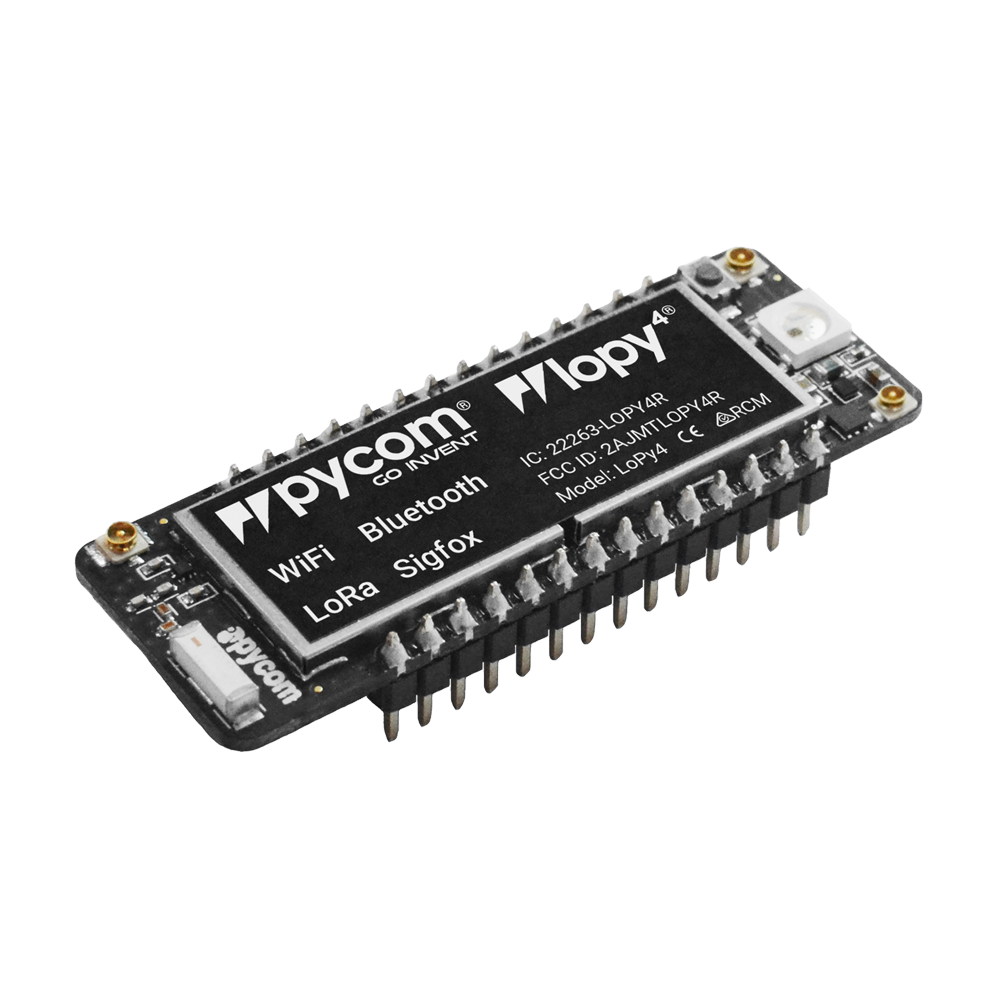 pycom®
GO INVENT
lopy4®
WiFi
Bluetooth
LoRa
Sigfox
IC: 22263-LOPY4R
FCC ID: 2AJMTLOPY4R
Model: LoPy4
CE
RCM
pycom